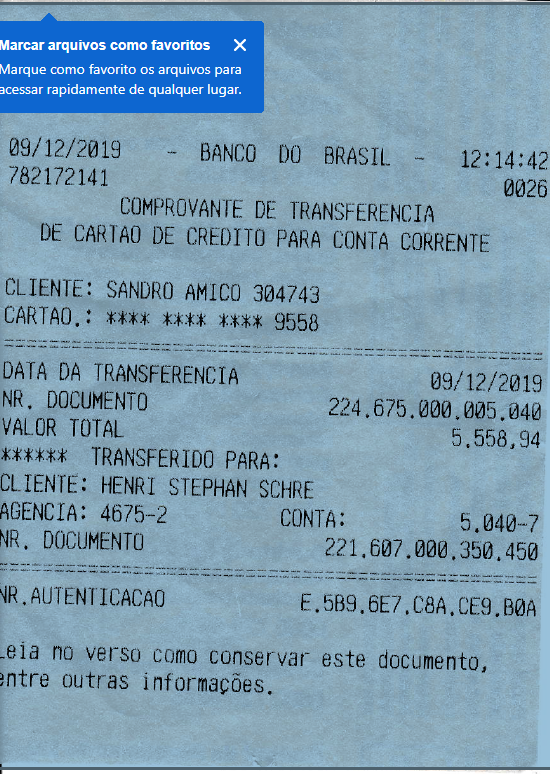 Marcar arquivos como favoritos
Marque como favorito os arquivos para
acessar rapidamente de qualquer lugar.
09/12/2019 - BANCO DO BRASIL - 12:14:42
782172141 0026
COMPROVANTE DE TRANSFERENCIA
DE CARTAO DE CREDITO PARA CONTA CORRENTE
CLIENTE: SANDRO AMICO 304743
CARTAO.: **** **** **** 9558
DATA DA TRANSFERENCIA 09/12/2019
NR. DOCUMENTO 224.675.000.005.040
VALOR TOTAL 5.558,94
****** TRANSFERIDO PARA:
CLIENTE: HENRI STEPHAN SCHRE
AGENCIA: 4675-2 CONTA: 5.040-7
NR. DOCUMENTO 221.607.000.350.450
NR.AUTENTICACAO E.5B9.6E7.C8A.CE9.B0A
Leia no verso como conservar este documento,
entre outras informações.